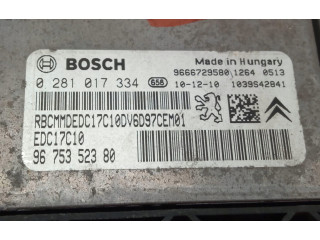 BOSCH
Made in Hungary
9666729580 1264 0513
0 281 017 334 656 10-12-10 1039S42841
RBCMMDEDC17C10DV6D97CEM01
EDC17C10
96 753 523 80